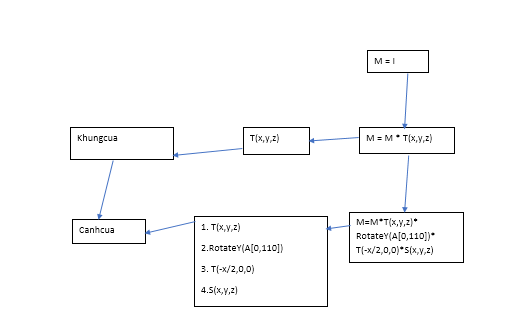 M = I
Khungcua
T(x,y,z)
M = M * T(x,y,z)
Canhcua
1. T(x,y,z)
2.RotateY(A[0,110])
3. T(-x/2,0,0)
4.S(x,y,z)
M=M*T(x,y,z)*
RotateY(A[0,110])*
T(-x/2,0,0)*S(x,y,z)